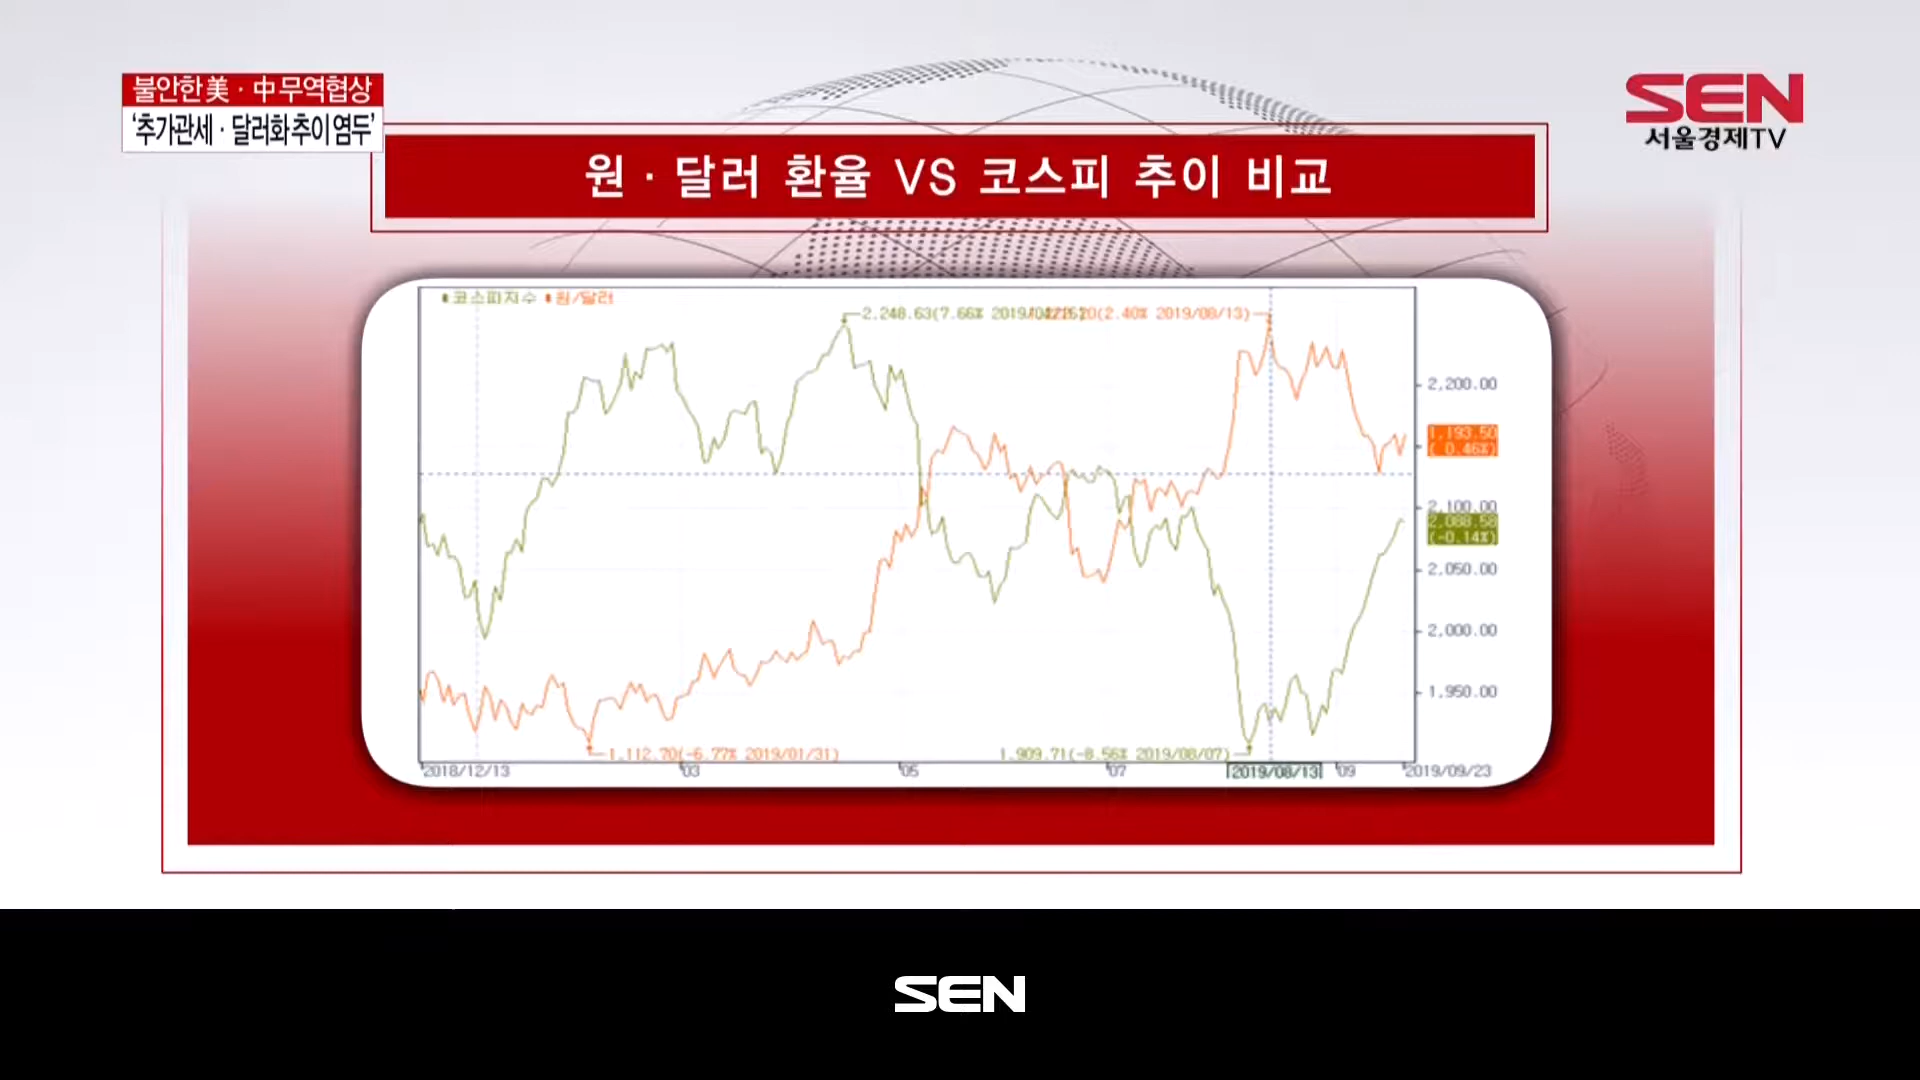 불안한 美·中 무역협상
'추가관세·달러화 추이 염두'
SEN
서울경제TV
원·달러 환율 VS 코스피 추이 비교
코스피지수 원/달러
2,248.63(7.66%
(2.40% 2019/08/13)
2,200.00
1,193.50
( 0.46%)
2,100.00
2,088.58
(-0.14%)
2,050.00
2,000.00
1,950.00
1,112.70(-6.77% 2019/01/31)
1,909.71(-8.56% 2019/08/07)
2018/12/13 03 05 07 2019/08/13 09 2019/09/23
SEN